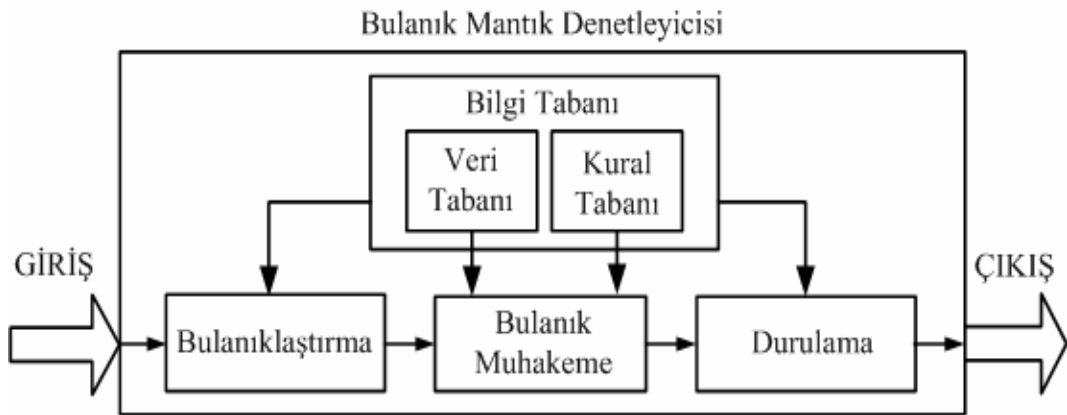 Bulanık Mantık Denetleyicisi
Bilgi Tabanı
Veri
Tabanı
Kural
Tabanı
GİRİŞ
ÇIKIŞ
Bulanıklaştırma
Bulanık
Muhakeme
Durulama